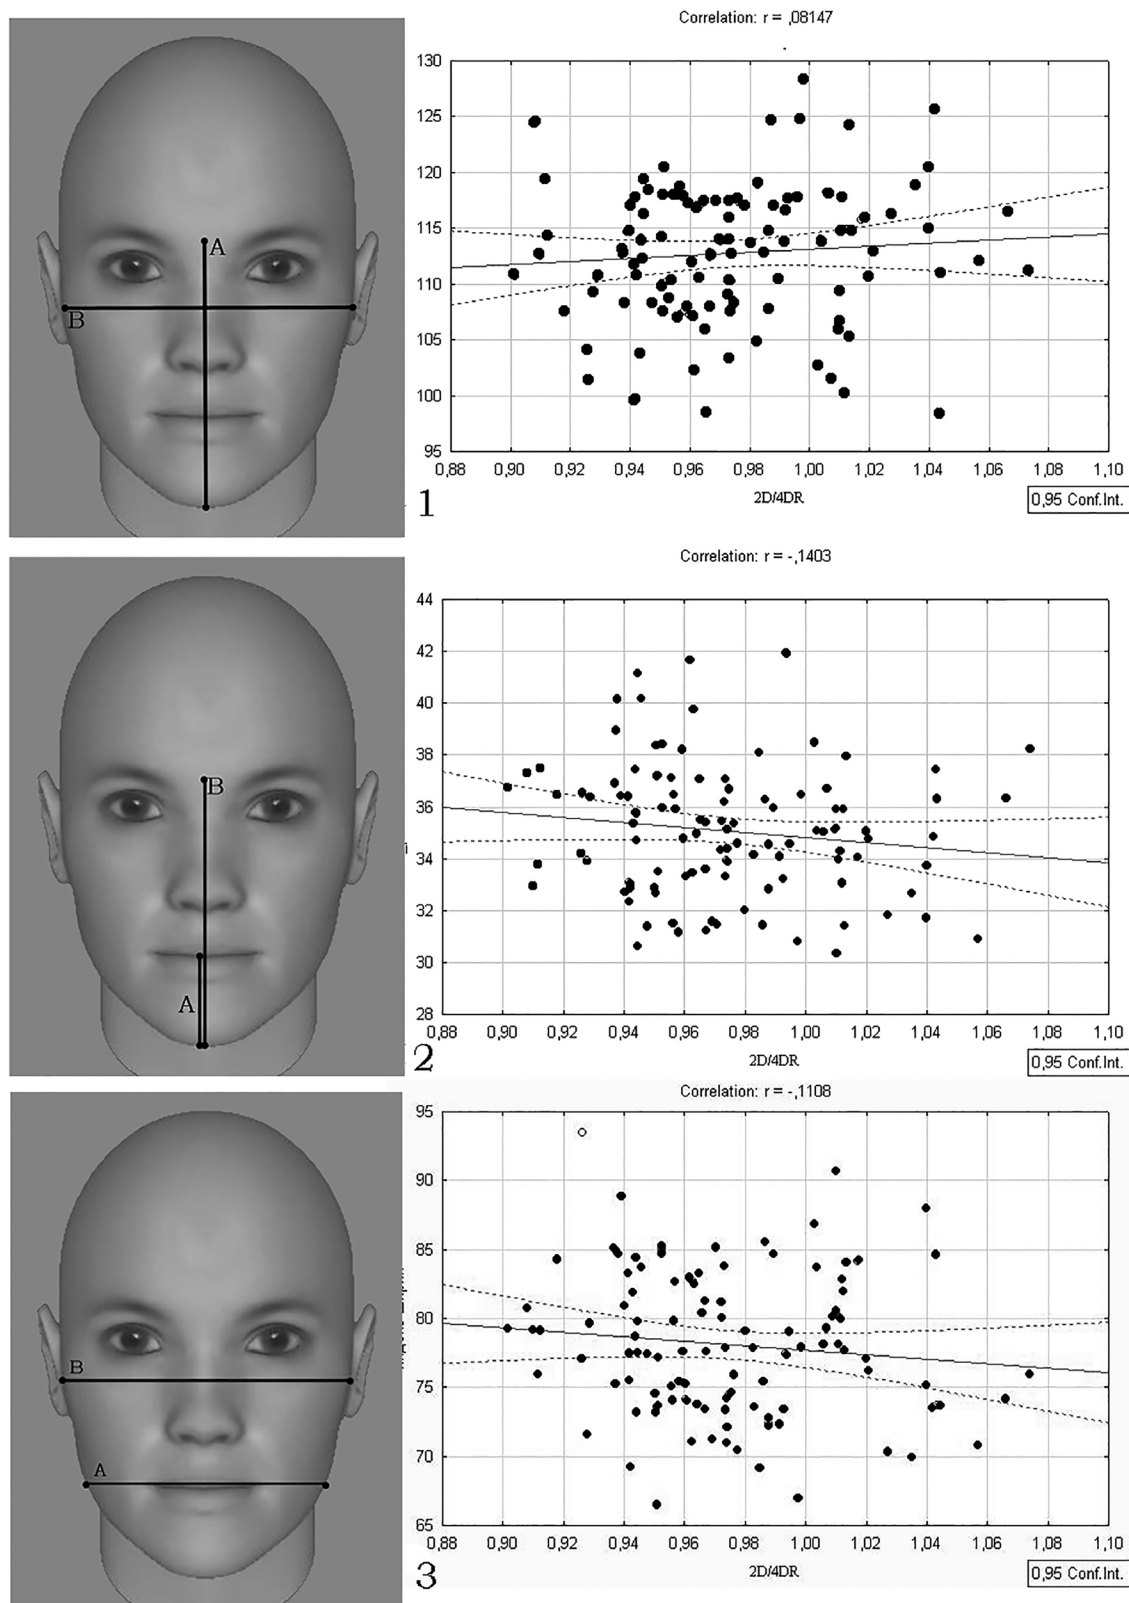 Correlation: r = ,08147
A
B
130
125
120
115
110
105
100
95
0,88 0,90 0,92 0,94 0,96 0,98 1,00 1,02 1,04 1,06 1,08 1,10
2D/4DR
0,95 Conf.Int.
1
Correlation: r = -,1403
B
A
44
42
40
38
36
34
32
30
28
0,88 0,90 0,92 0,94 0,96 0,98 1,00 1,02 1,04 1,06 1,08 1,10
2D/4DR
0,95 Conf.Int.
2
Correlation: r = -,1108
B
A
95
90
85
80
75
70
65
0,88 0,90 0,92 0,94 0,96 0,98 1,00 1,02 1,04 1,06 1,08 1,10
2D/4DR
0,95 Conf.Int.
3